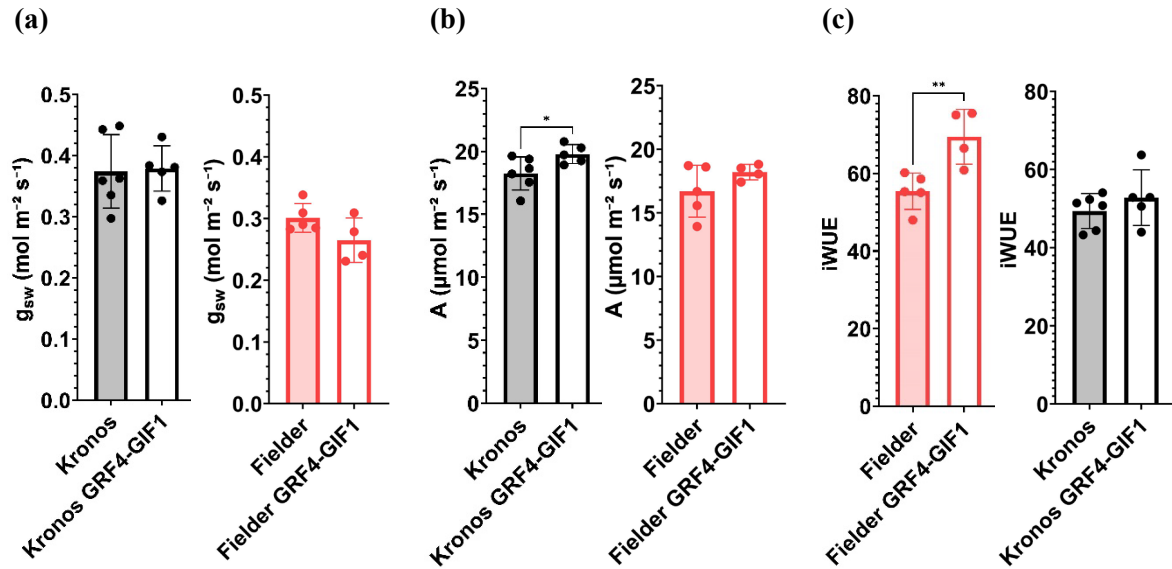 (a)
(b)
(c)
gsw (mol m⁻² s⁻¹)
0.5
0.4
0.3
0.2
0.1
0.0
Kronos
Kronos GRF4-GIF1
gsw (mol m⁻² s⁻¹)
0.5
0.4
0.3
0.2
0.1
0.0
Fielder
Fielder GRF4-GIF1
A (µmol m⁻² s⁻¹)
25
20
15
10
5
0
*
Kronos
Kronos GRF4-GIF1
A (µmol m⁻² s⁻¹)
25
20
15
10
5
0
Fielder
Fielder GRF4-GIF1
iWUE
80
60
40
20
0
**
Fielder
Fielder GRF4-GIF1
iWUE
80
60
40
20
0
Kronos
Kronos GRF4-GIF1